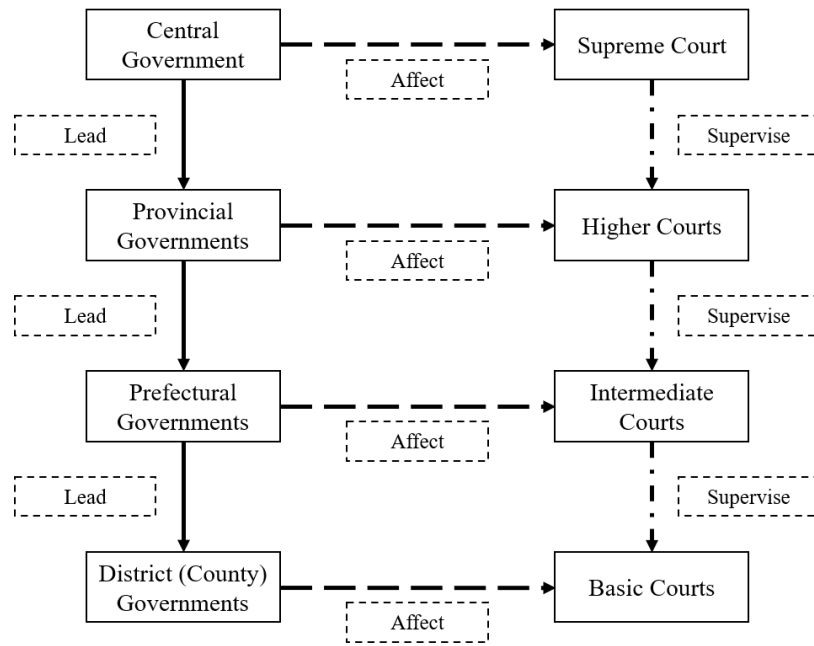 Central
Government
Supreme Court
Affect
Lead
Supervise
Provincial
Governments
Higher Courts
Affect
Lead
Supervise
Prefectural
Governments
Intermediate
Courts
Affect
Lead
Supervise
District (County)
Governments
Basic Courts
Affect